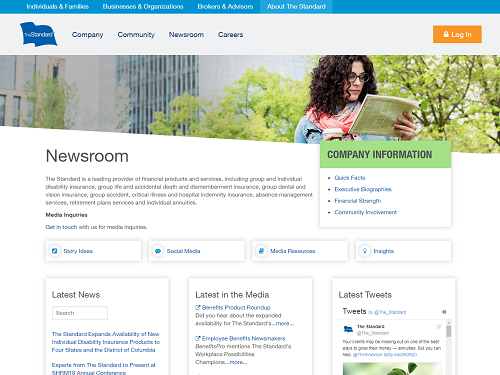 Individuals & Families Businesses & Organizations Brokers & Advisors About The Standard
TheStandard Company Community Newsroom Careers Log In
Newsroom
The Standard is a leading provider of financial products and services, including group and individual
disability insurance, group life and accidental death and dismemberment insurance, group dental and
vision insurance, group accident, critical illness and hospital indemnity insurance, absence management
services, retirement plans services and individual annuities.
Media Inquiries
Get in touch with us for media inquiries.
COMPANY INFORMATION
Quick Facts
Executive Biographies
Financial Strength
Community Involvement
Story Ideas Social Media Media Resources Insights
Latest News
Search
The Standard Expands Availability of New
Individual Disability Insurance Products to
Four States and the District of Columbia
Experts from The Standard to Present at
SHRM18 Annual Conference
Latest in the Media
Benefits Product Roundup
Did you hear about the
expanded availability for The
Standard's...more...
Employee Benefits Newsmakers
BenefitsPro mentions The Standard's
Workplace Possibilities
Champions...more...
Latest Tweets
Tweets by @The_Standard
The Standard
@The_Standard
Your clients may be missing out on one of the best
ways to grow their money — annuities. But you can
help.